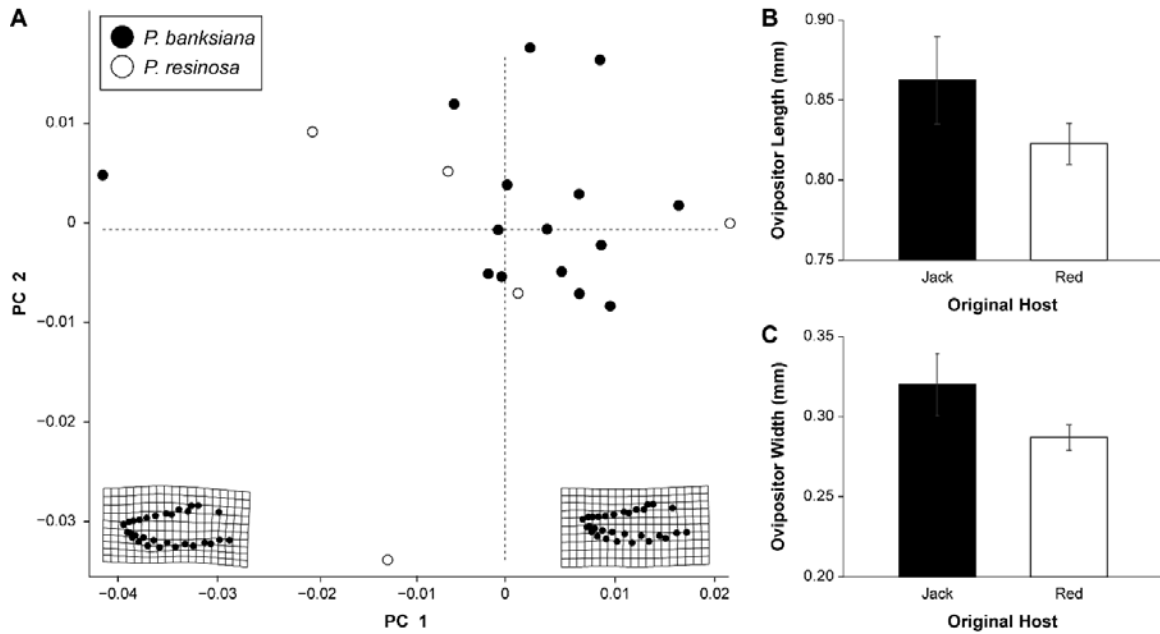 A
P. banksiana
P. resinosa
0.01
0
−0.01
−0.02
−0.03
PC 2
−0.04
−0.03
−0.02
−0.01
0
0.01
0.02
PC 1
B
0.90
0.85
0.80
0.75
Ovipositor Length (mm)
Jack
Red
Original Host
C
0.35
0.30
0.25
0.20
Ovipositor Width (mm)
Jack
Red
Original Host